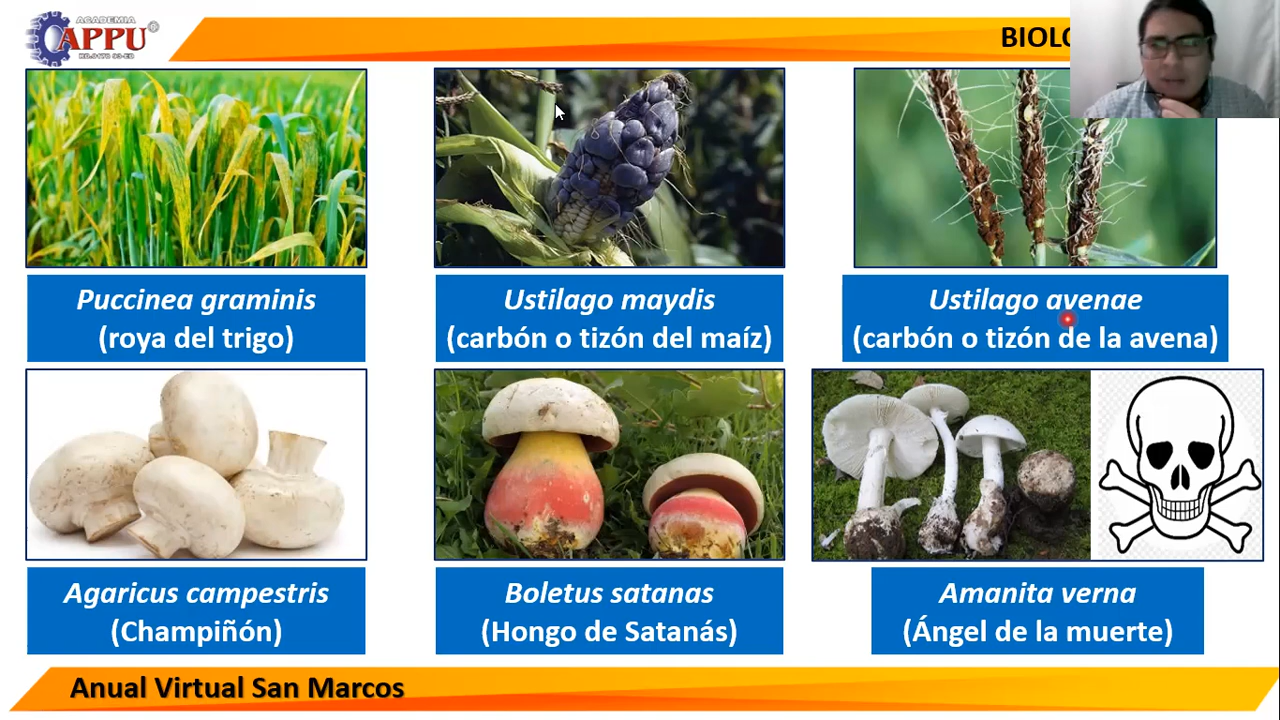 ACADEMIA
APPU
BIOLO
Puccinea graminis
(roya del trigo)
Ustilago maydis
(carbón o tizón del maíz)
Ustilago avenae
(carbón o tizón de la avena)
Agaricus campestris
(Champiñón)
Boletus satanas
(Hongo de Satanás)
Amanita verna
(Ángel de la muerte)
Anual Virtual San Marcos